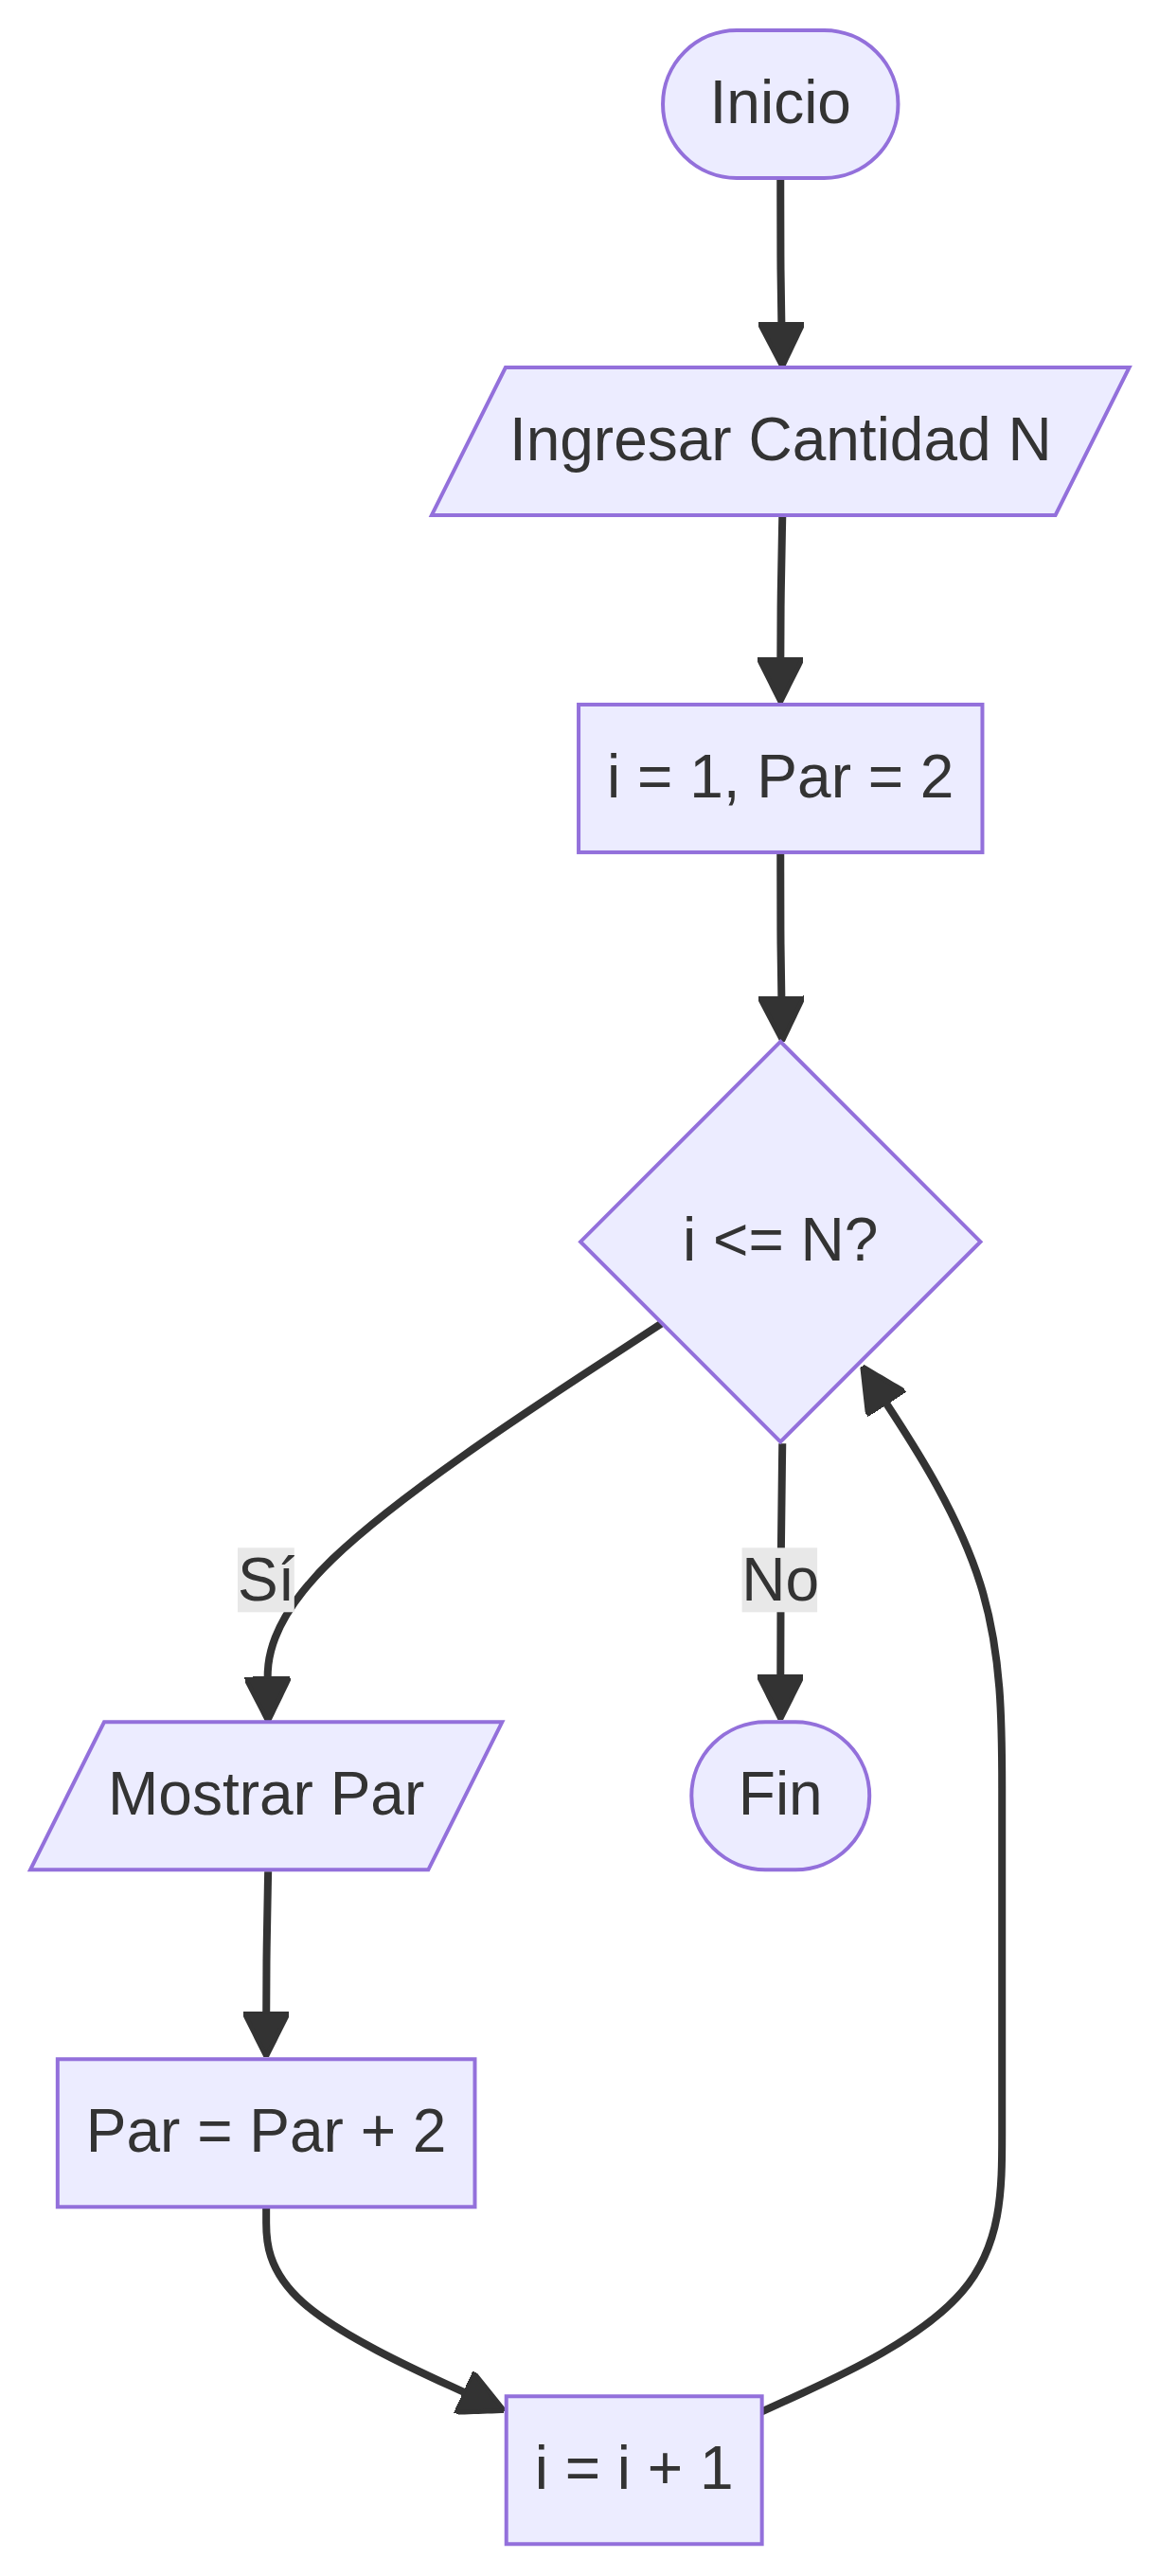 Inicio
Ingresar Cantidad N
i = 1, Par = 2
i <= N?
Sí
No
Mostrar Par
Fin
Par = Par + 2
i = i + 1